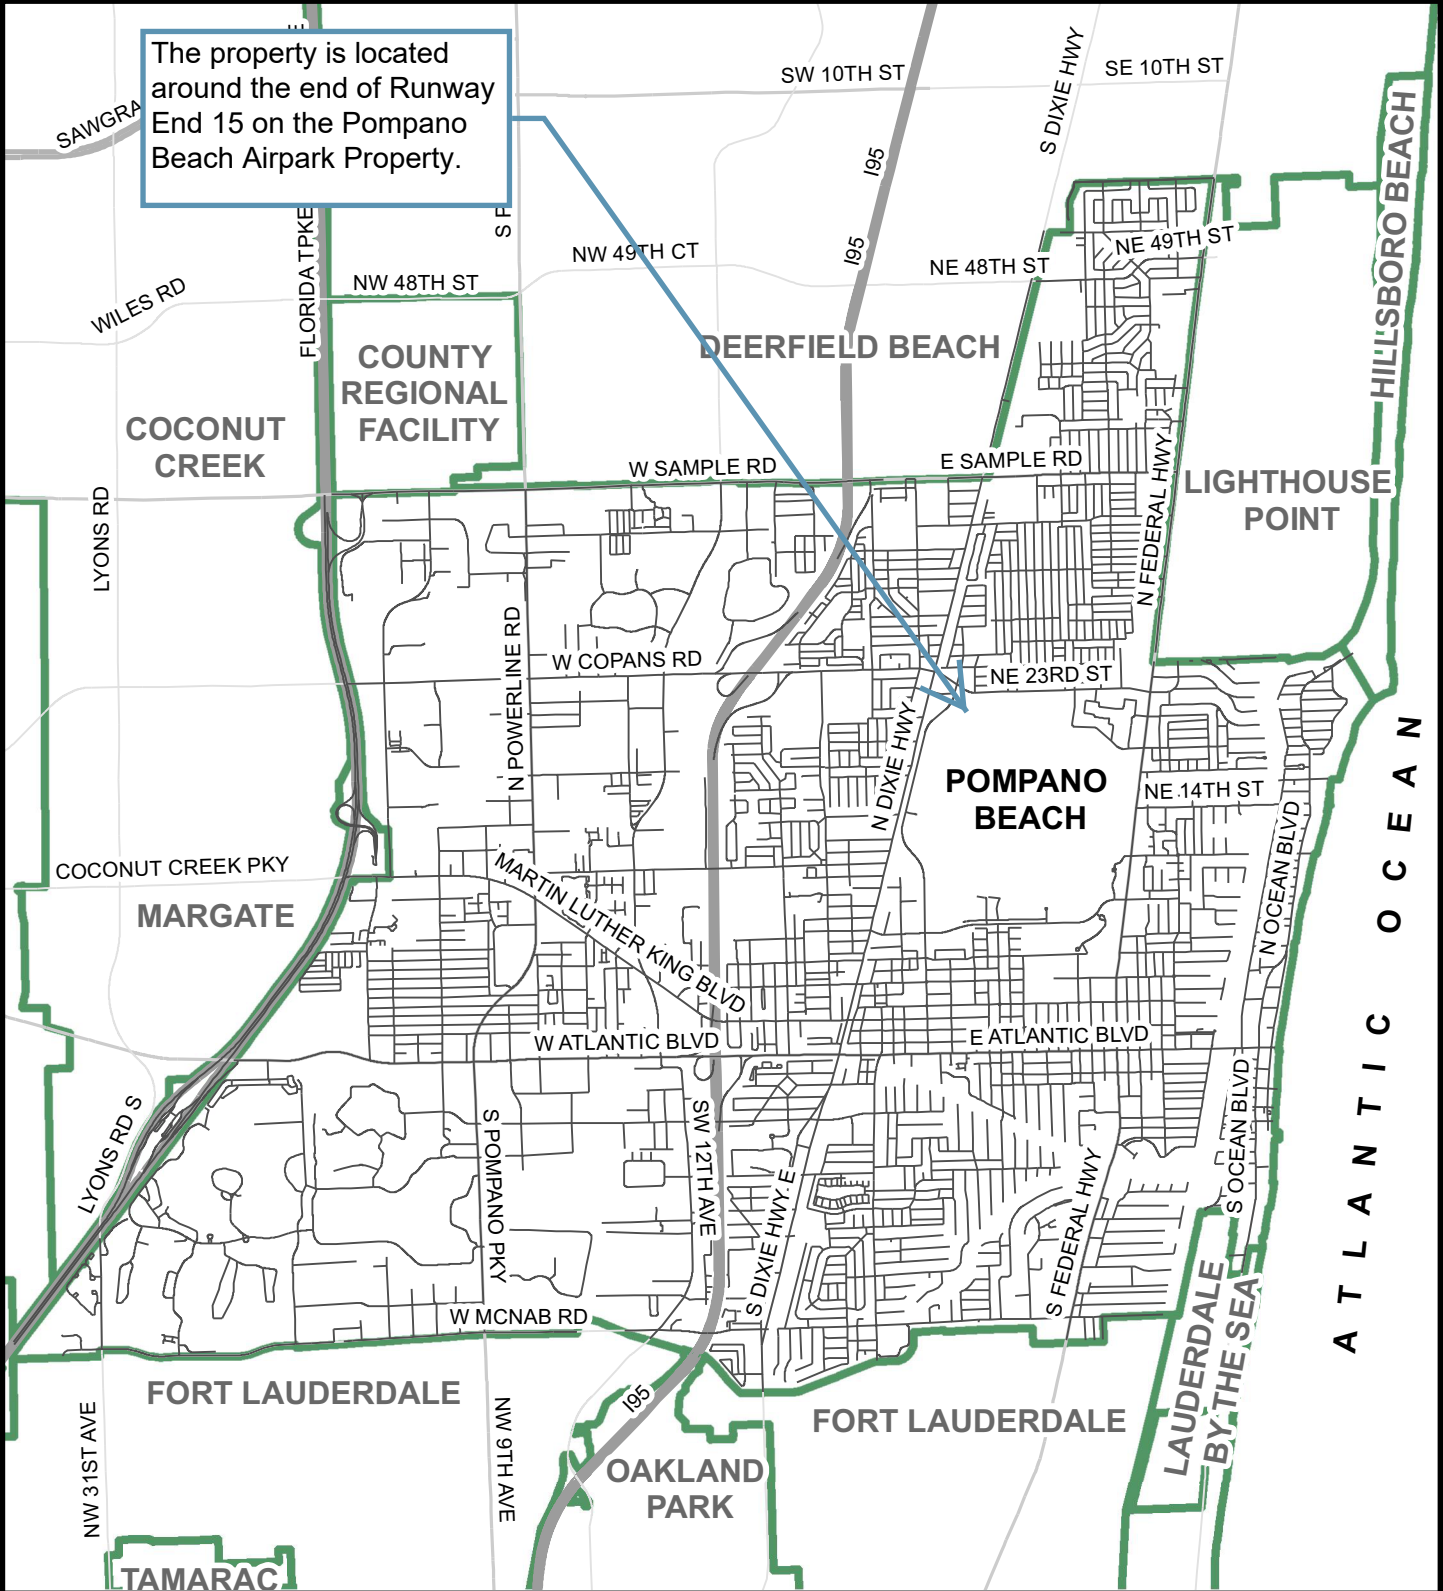 The property is located
around the end of Runway
End 15 on the Pompano
Beach Airpark Property.
SW 10TH ST
SE 10TH ST
S DIXIE HWY
I95
HILLSBORO BEACH
NE 49TH ST
NW 49TH CT
I95
NE 48TH ST
NW 48TH ST
WILES RD
FLORIDA TPKE
DEERFIELD BEACH
COUNTY
REGIONAL
FACILITY
COCONUT
CREEK
W SAMPLE RD
E SAMPLE RD
LIGHTHOUSE
POINT
LYONS RD
N FEDERAL HWY
N POWERLINE RD
W COPANS RD
NE 23RD ST
N DIXIE HWY
POMPANO
BEACH
NE 14TH ST
COCONUT CREEK PKY
MARTIN LUTHER KING BLVD
N OCEAN BLVD
MARGATE
ATLANTIC OCEAN
W ATLANTIC BLVD
E ATLANTIC BLVD
LYONS RD S
S POMPANO PKY
SW 12TH AVE
S DIXIE HWY E
S FEDERAL HWY
S OCEAN BLVD
W MCNAB RD
LAUDERDALE
BY THE SEA
FORT LAUDERDALE
I95
FORT LAUDERDALE
NW 31ST AVE
NW 9TH AVE
OAKLAND
PARK
TAMARAC